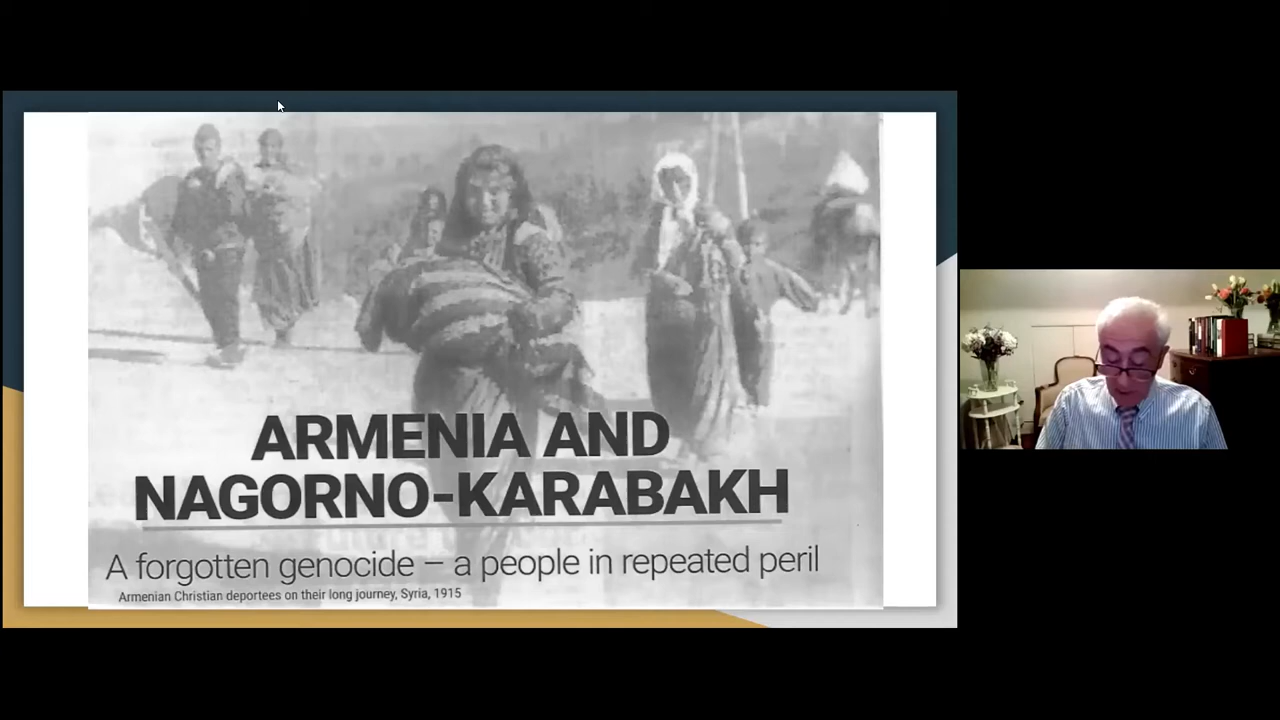 ARMENIA AND
NAGORNO-KARABAKH
A forgotten genocide – a people in repeated peril
Armenian Christian deportees on their long journey, Syria, 1915